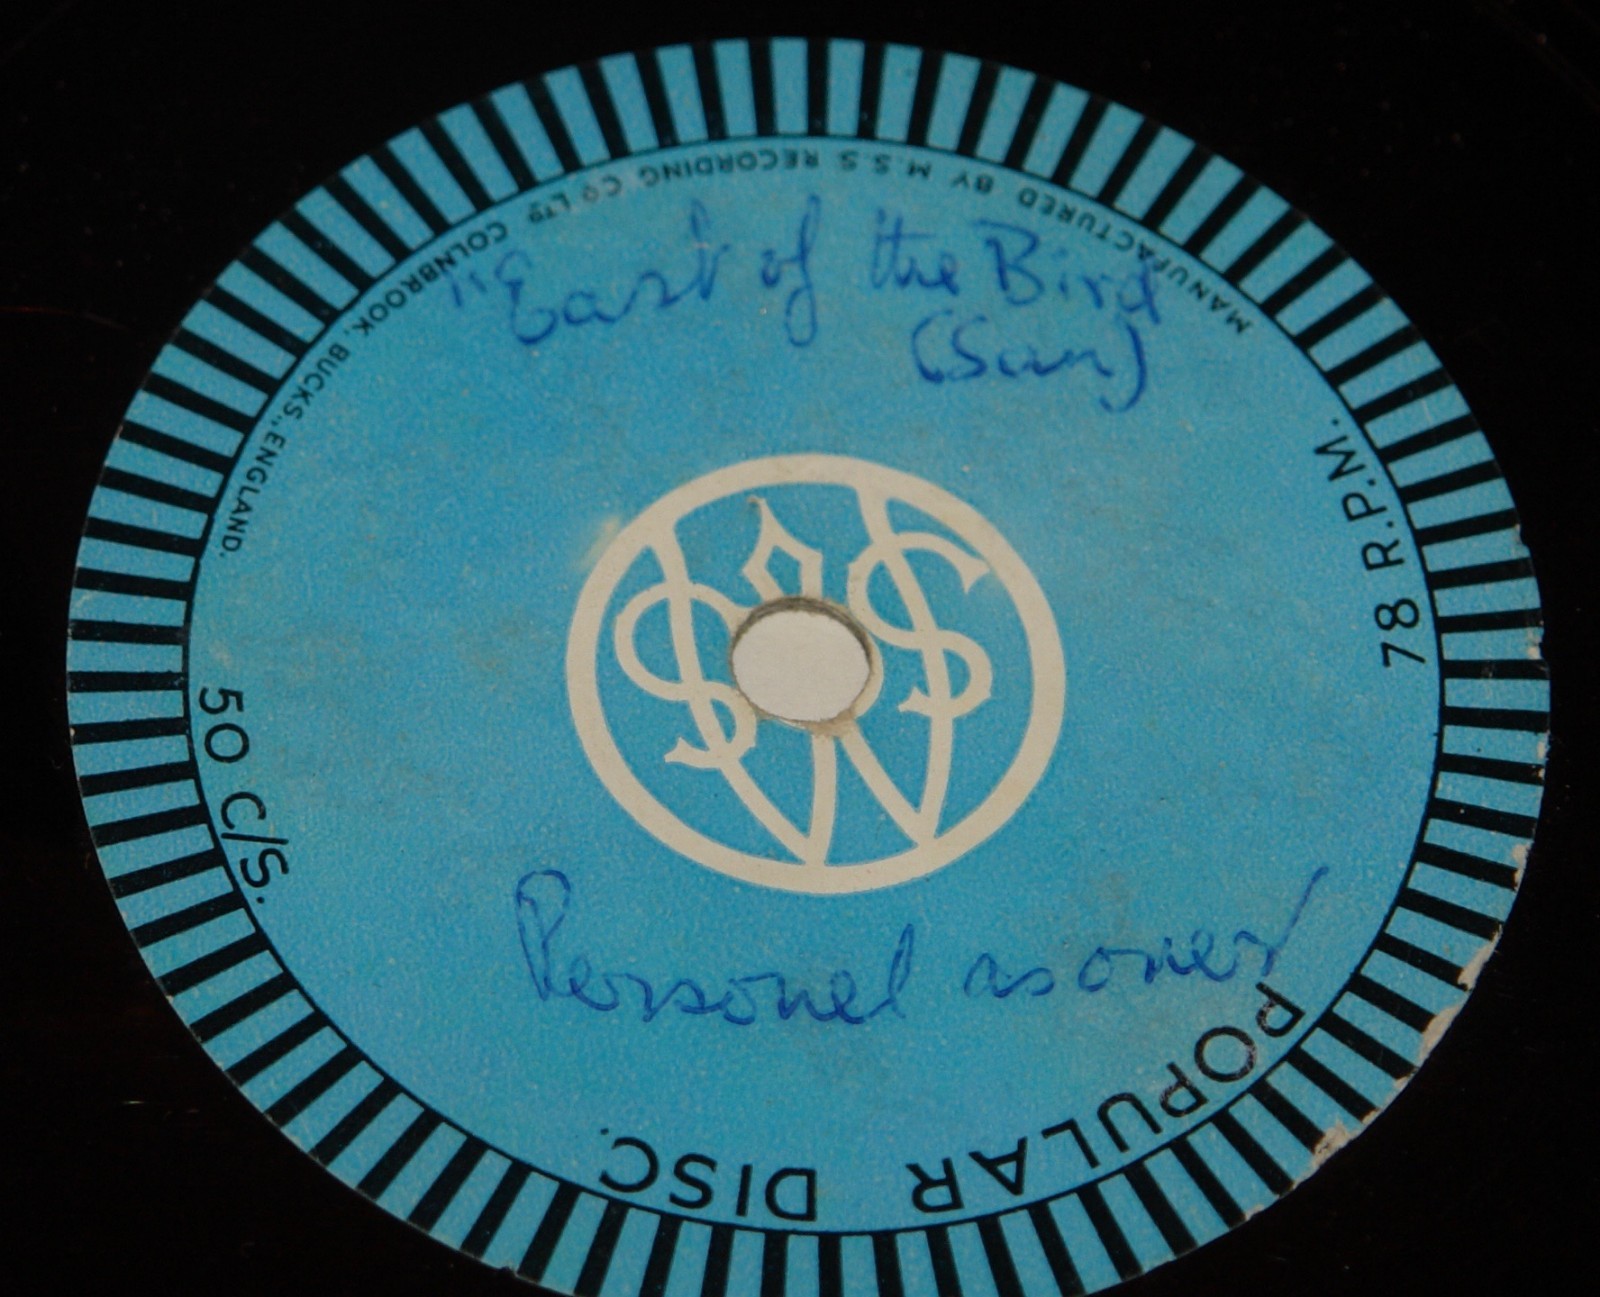 MANUFACTURED BY M.S.S RECORDING CO LTD COLNBROOK, BUCKS., ENGLAND.
"East of the Bird
(Sun)
MSS
78 R.P.M.
50 C/S.
Personel as over
POPULAR DISC.